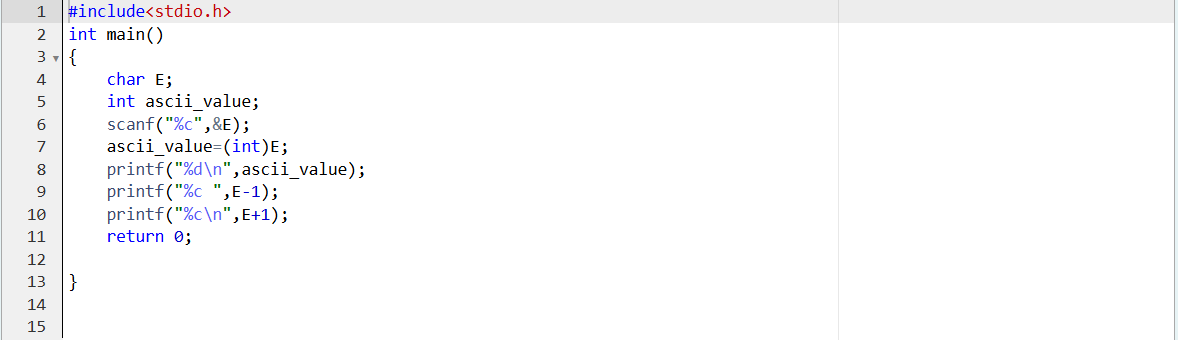 1 #include<stdio.h>
2 int main()
3 {
4     char E;
5     int ascii_value;
6     scanf("%c",&E);
7     ascii_value=(int)E;
8     printf("%d\n",ascii_value);
9     printf("%c ",E-1);
10     printf("%c\n",E+1);
11     return 0;
12
13 }
14
15